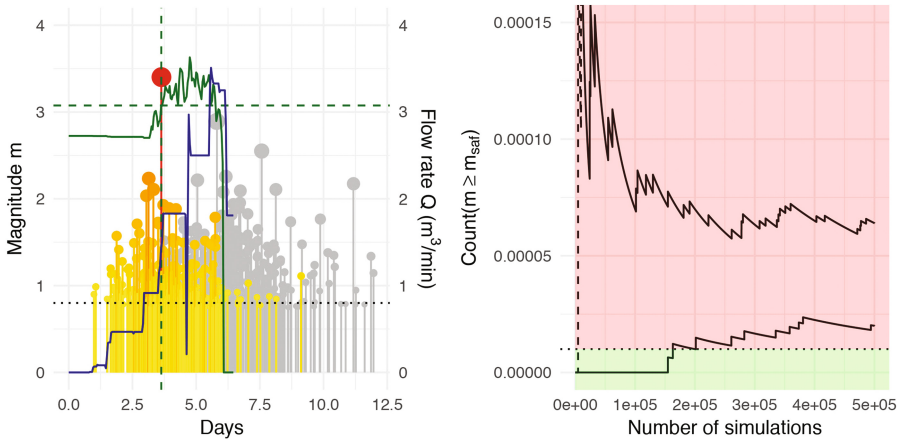 4
3
2
1
0
Magnitude m
0.0 2.5 5.0 7.5 10.0 12.5
Days
4
3
2
1
0
Flow rate Q (m³/min)
0.00015
0.00010
0.00005
0.00000
Count(m ≥ m_saf)
0e+00 1e+05 2e+05 3e+05 4e+05 5e+05
Number of simulations